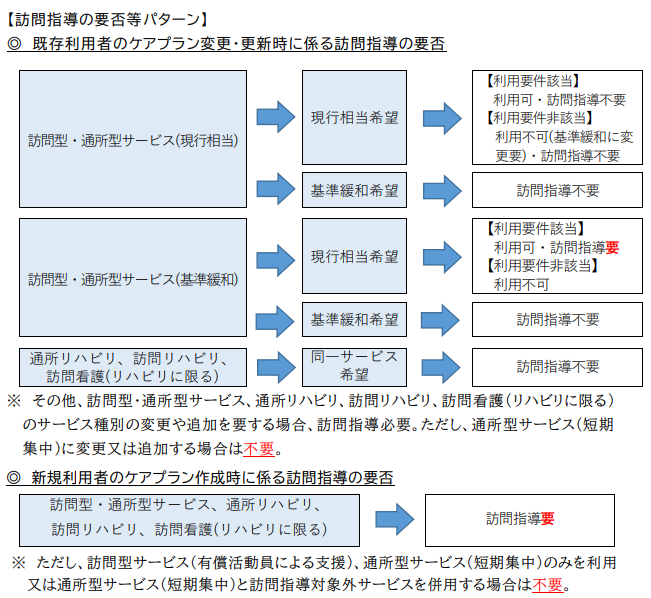 【訪問指導の要否等パターン】
◎ 既存利用者のケアプラン変更・更新時に係る訪問指導の要否
訪問型・通所型サービス(現行相当)
現行相当希望
【利用要件該当】
利用可・訪問指導不要
【利用要件非該当】
利用不可(基準緩和に変
更要)・訪問指導不要
基準緩和希望
訪問指導不要
訪問型・通所型サービス(基準緩和)
現行相当希望
【利用要件該当】
利用可・訪問指導要
【利用要件非該当】
利用不可
基準緩和希望
訪問指導不要
通所リハビリ、訪問リハビリ、
訪問看護(リハビリに限る)
同一サービス
希望
訪問指導不要
※ その他、訪問型・通所型サービス、通所リハビリ、訪問リハビリ、訪問看護(リハビリに限る)
のサービス種別の変更や追加を要する場合、訪問指導必要。ただし、通所型サービス(短期
集中)に変更又は追加する場合は不要。
◎ 新規利用者のケアプラン作成時に係る訪問指導の要否
訪問型・通所型サービス、通所リハビリ、
訪問リハビリ、訪問看護(リハビリに限る)
訪問指導要
※ ただし、訪問型サービス(有償活動員による支援)、通所型サービス(短期集中)のみを利用
又は通所型サービス(短期集中)と訪問指導対象外サービスを併用する場合は不要。